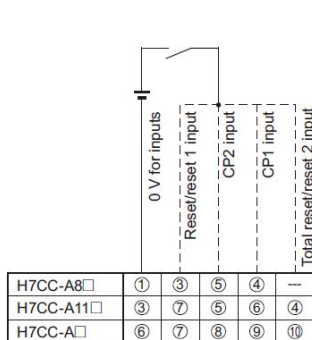 0 V for inputs
Reset/reset 1 input
CP2 input
CP1 input
Total reset/reset 2 input
H7CC-A8□ ① ③ ⑤ ④ ---
H7CC-A11□ ③ ⑦ ⑤ ⑥ ④
H7CC-A□ ⑥ ⑦ ⑧ ⑨ ⑩